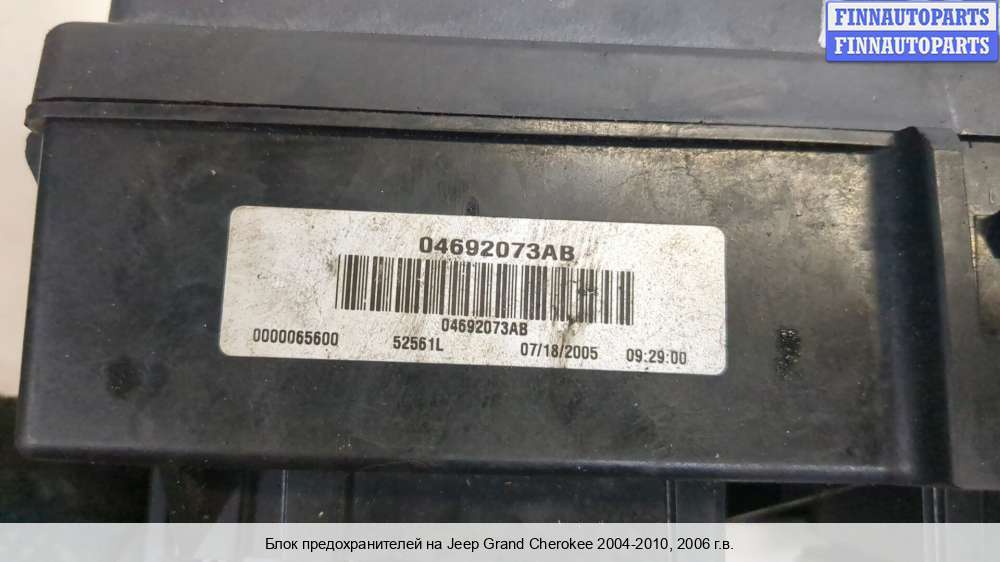 FINNAUTOPARTS
FINNAUTOPARTS
04692073AB
04692073AB
0000065600 52561L 07/18/2005 09:29:00
Блок предохранителей на Jeep Grand Cherokee 2004-2010, 2006 г.в.